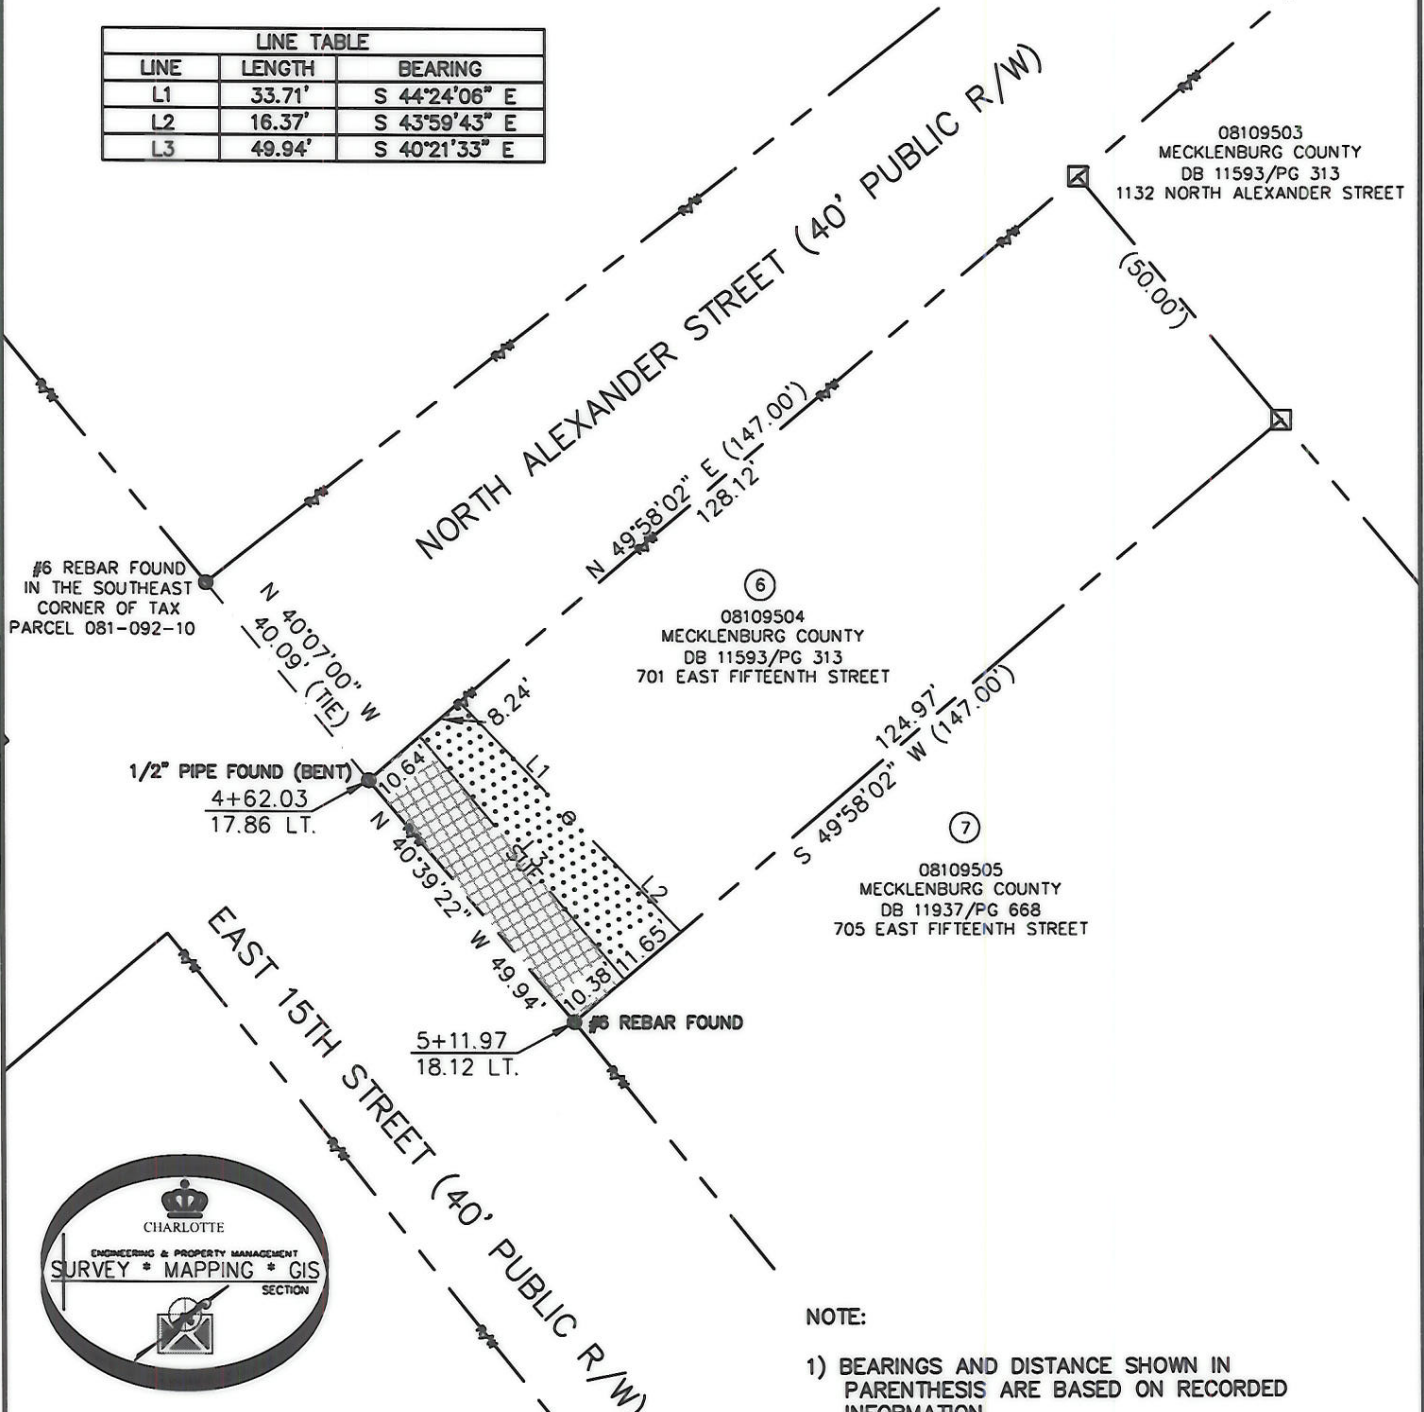 LINE TABLE
LINE LENGTH BEARING
L1 33.71' S 44°24'06" E
L2 16.37' S 43°59'43" E
L3 49.94' S 40°21'33" E
NORTH ALEXANDER STREET (40' PUBLIC R/W)
08109503
MECKLENBURG COUNTY
DB 11593/PG 313
1132 NORTH ALEXANDER STREET
(50.00')
N 49°58'02" E (147.00')
128.12'
#6 REBAR FOUND
IN THE SOUTHEAST
CORNER OF TAX
PARCEL 081-092-10
N 40°07'00" W
40.09' (TIE)
6
08109504
MECKLENBURG COUNTY
DB 11593/PG 313
701 EAST FIFTEENTH STREET
8.24'
10.64'
L1
L3
SUE
L2
124.97'
S 49°58'02" W (147.00')
1/2" PIPE FOUND (BENT)
4+62.03
17.86 LT.
N 40°39'22" W 49.94'
7
08109505
MECKLENBURG COUNTY
DB 11937/PG 668
705 EAST FIFTEENTH STREET
11.65'
10.38'
#6 REBAR FOUND
5+11.97
18.12 LT.
EAST 15TH STREET (40' PUBLIC R/W)
CHARLOTTE
ENGINEERING & PROPERTY MANAGEMENT
SURVEY * MAPPING * GIS
SECTION
NOTE:
1) BEARINGS AND DISTANCE SHOWN IN
PARENTHESIS ARE BASED ON RECORDED
INFORMATION